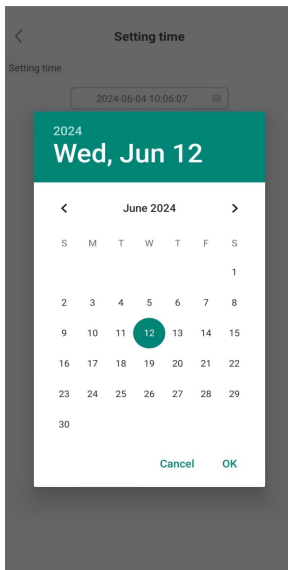 Setting time
Setting time
2024-06-04 10:06:07
2024
Wed, Jun 12
June 2024
S M T W T F S
1
2 3 4 5 6 7 8
9 10 11 12 13 14 15
16 17 18 19 20 21 22
23 24 25 26 27 28 29
30
Cancel OK